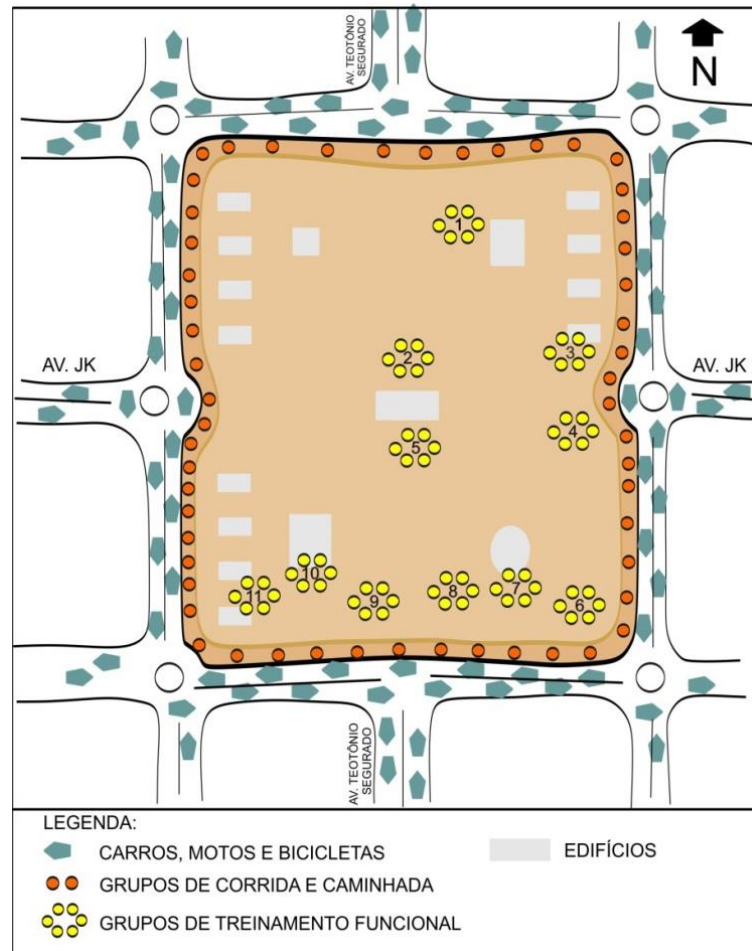 AV. TEOTÔNIO
SEGURADO
N
1
2
3
AV. JK
AV. JK
4
5
10
11
9
8
7
6
AV. TEOTÔNIO
SEGURADO
LEGENDA:
CARROS, MOTOS E BICICLETAS
EDIFÍCIOS
GRUPOS DE CORRIDA E CAMINHADA
GRUPOS DE TREINAMENTO FUNCIONAL